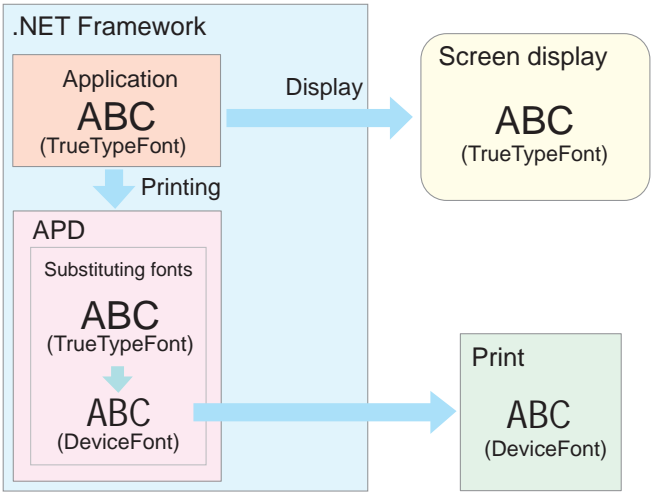 .NET Framework
Application
ABC
(TrueTypeFont)
Display
Screen display
ABC
(TrueTypeFont)
Printing
APD
Substituting fonts
ABC
(TrueTypeFont)
ABC
(DeviceFont)
Print
ABC
(DeviceFont)